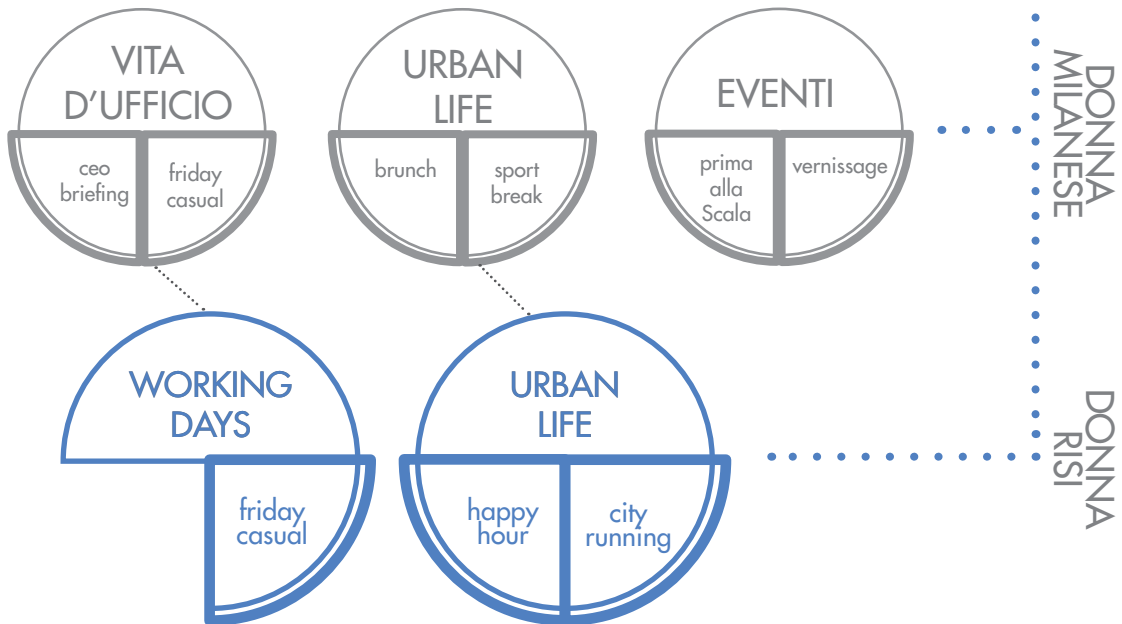 VITA
D'UFFICIO
ceo
briefing
friday
casual
URBAN
LIFE
brunch
sport
break
EVENTI
prima
alla
Scala
vernissage
DONNA
MILANESE
WORKING
DAYS
friday
casual
URBAN
LIFE
happy
hour
city
running
DONNA
RISI